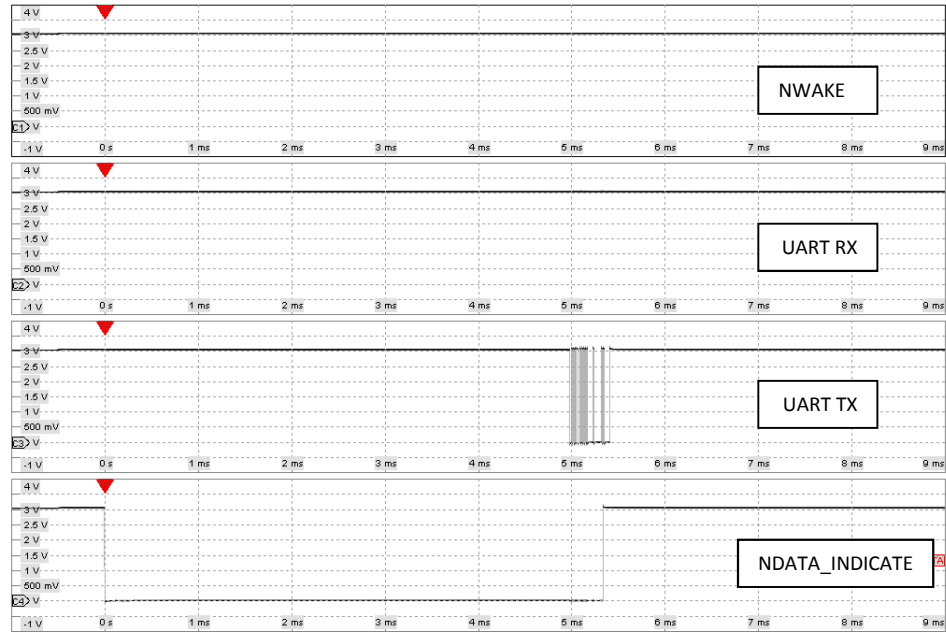 4 V
3 V
2.5 V
2 V
1.5 V
1 V
500 mV
C1 V
-1 V
0 s 1 ms 2 ms 3 ms 4 ms 5 ms 6 ms 7 ms 8 ms 9 ms
NWAKE
4 V
3 V
2.5 V
2 V
1.5 V
1 V
500 mV
C2 V
-1 V
0 s 1 ms 2 ms 3 ms 4 ms 5 ms 6 ms 7 ms 8 ms 9 ms
UART RX
4 V
3 V
2.5 V
2 V
1.5 V
1 V
500 mV
C3 V
-1 V
0 s 1 ms 2 ms 3 ms 4 ms 5 ms 6 ms 7 ms 8 ms 9 ms
UART TX
4 V
3 V
2.5 V
2 V
1.5 V
1 V
500 mV
C4 V
-1 V
0 s 1 ms 2 ms 3 ms 4 ms 5 ms 6 ms 7 ms 8 ms 9 ms
NDATA_INDICATE